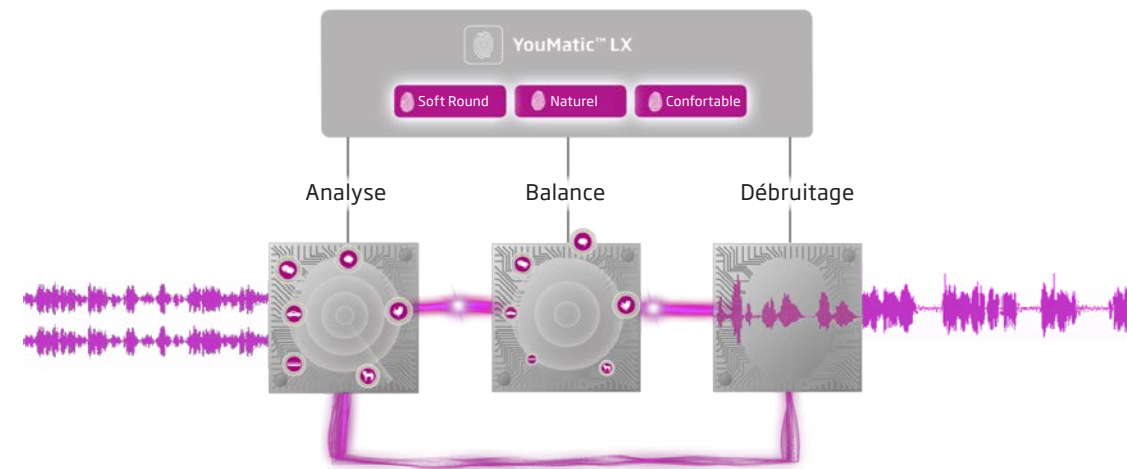 YouMatic™ LX
Soft Round Naturel Confortable
Analyse Balance Débruitage